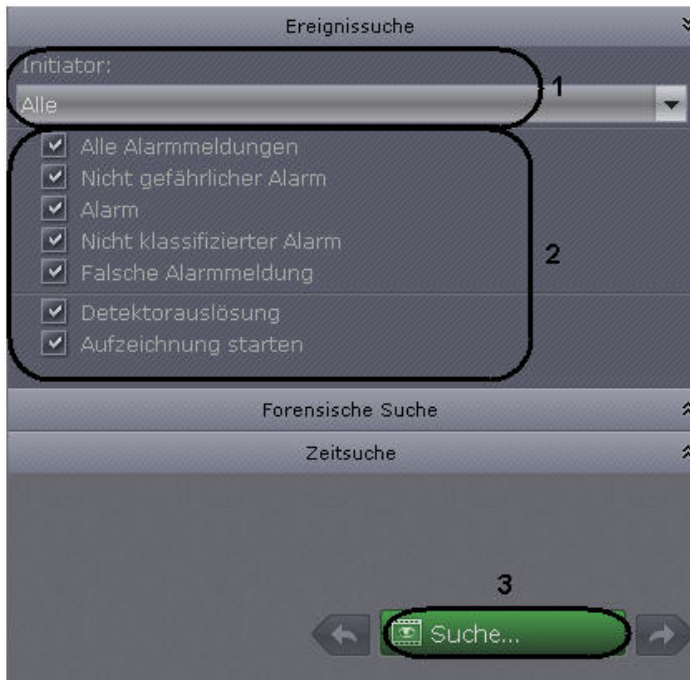 Ereignissuche
Initiator:
1
Alle
Alle Alarmmeldungen
Nicht gefährlicher Alarm
Alarm
Nicht klassifizierter Alarm
2
Falsche Alarmmeldung
Detektorauslösung
Aufzeichnung starten
Forensische Suche
Zeitsuche
3
Suche...